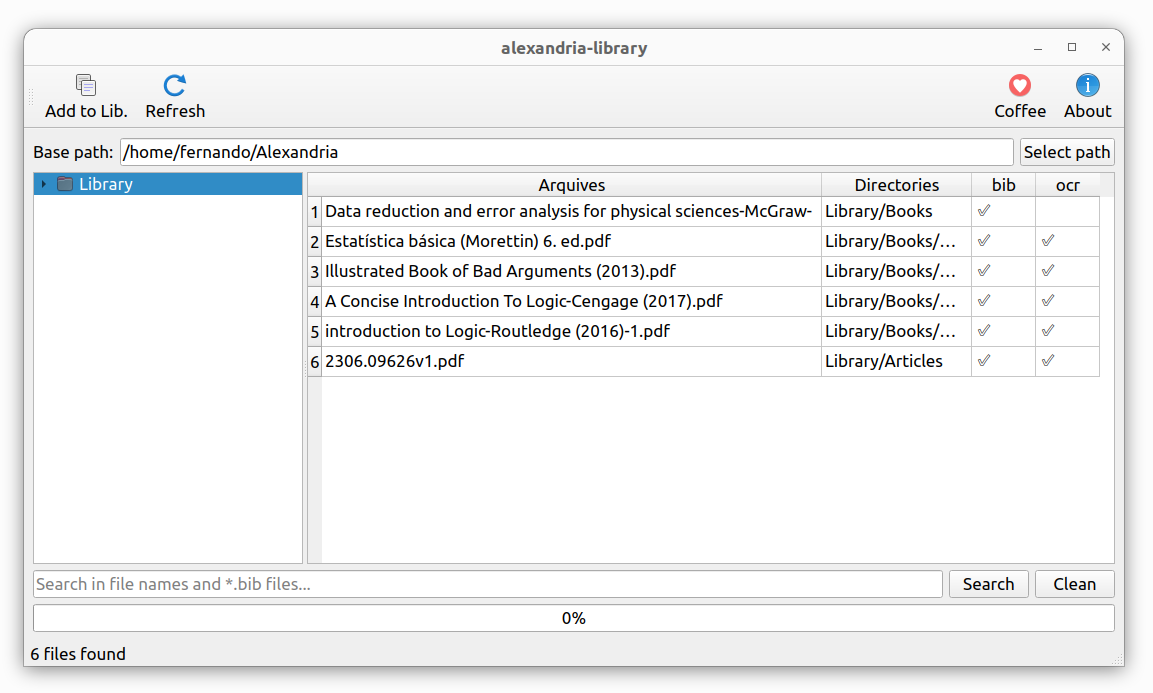 alexandria-library
Add to Lib. Refresh Coffee About
Base path: /home/fernando/Alexandria Select path
Library
Arquives Directories bib ocr
1 Data reduction and error analysis for physical sciences-McGraw- Library/Books ✓
2 Estatística básica (Morettin) 6. ed.pdf Library/Books/... ✓ ✓
3 Illustrated Book of Bad Arguments (2013).pdf Library/Books/... ✓ ✓
4 A Concise Introduction To Logic-Cengage (2017).pdf Library/Books/... ✓ ✓
5 introduction to Logic-Routledge (2016)-1.pdf Library/Books/... ✓ ✓
6 2306.09626v1.pdf Library/Articles ✓ ✓
Search in file names and *.bib files... Search Clean
0%
6 files found